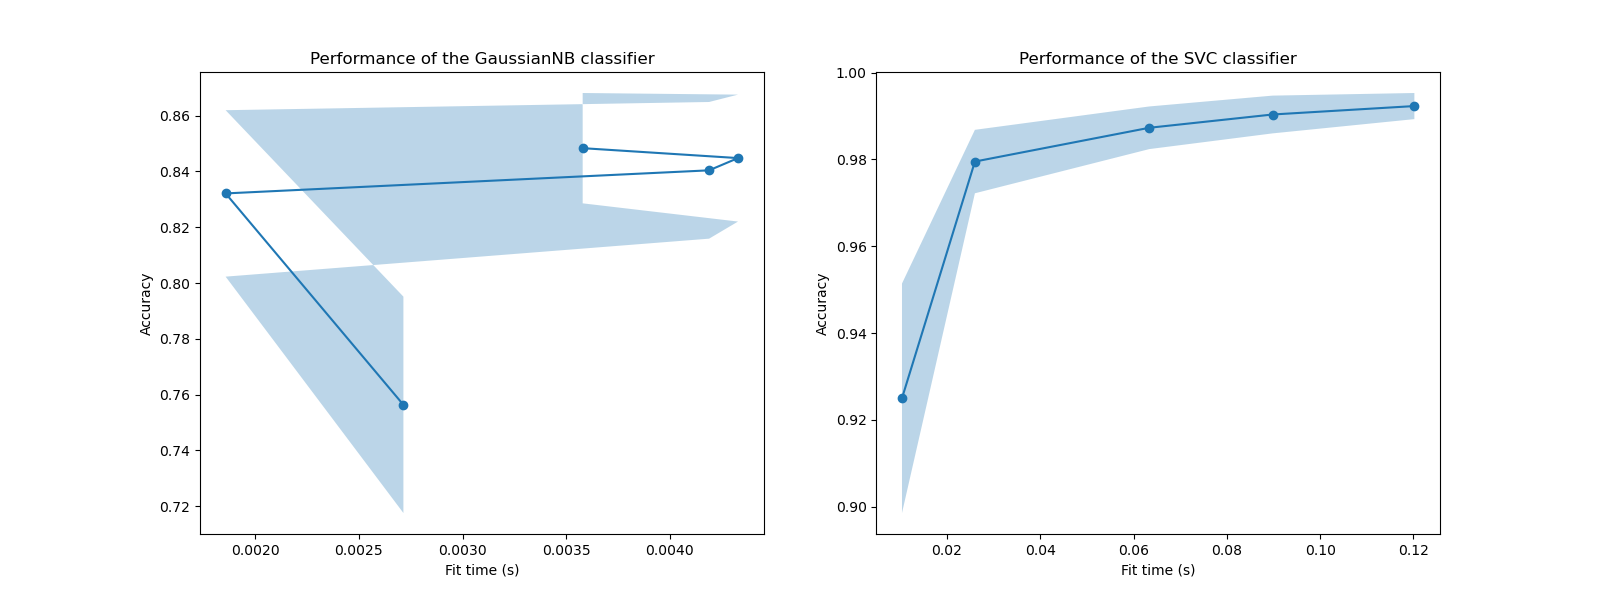 Performance of the GaussianNB classifier
0.86
0.84
0.82
0.80
0.78
0.76
0.74
0.72
Accuracy
0.0020 0.0025 0.0030 0.0035 0.0040
Fit time (s)
Performance of the SVC classifier
1.00
0.98
0.96
0.94
0.92
0.90
Accuracy
0.02 0.04 0.06 0.08 0.10 0.12
Fit time (s)